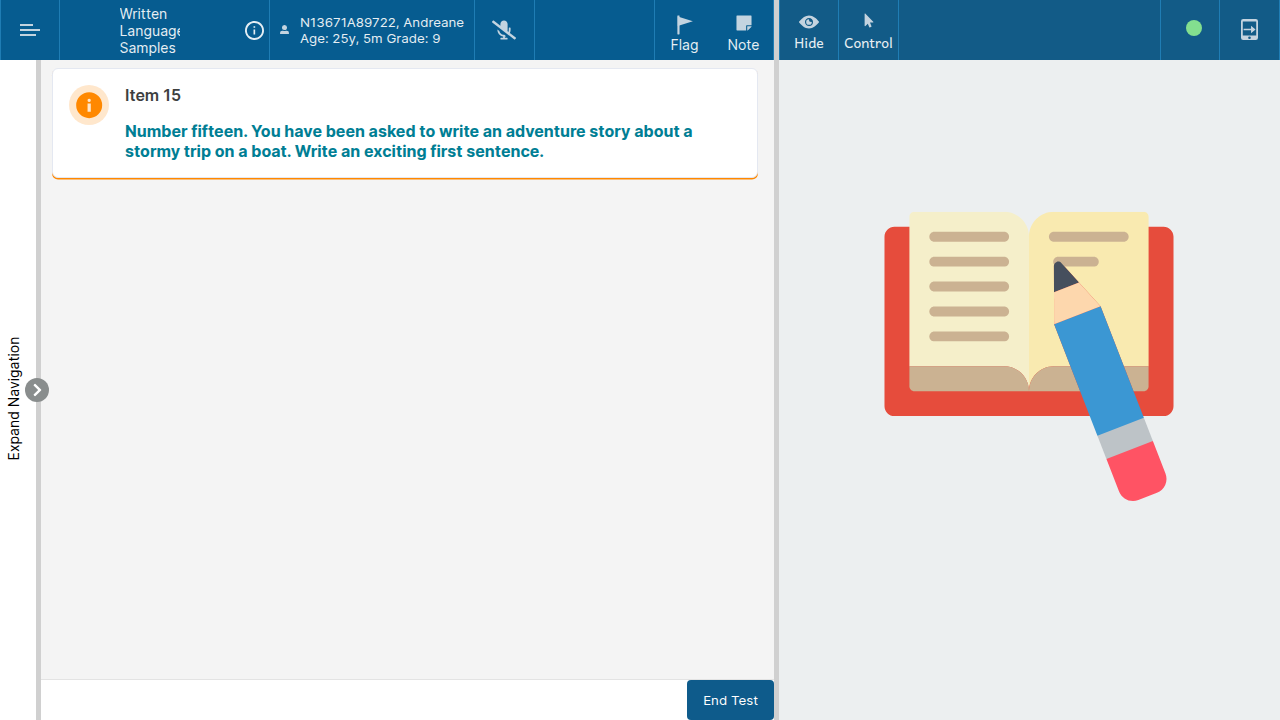 Written
Language
Samples
N13671A89722, Andreane
Age: 25y, 5m Grade: 9
Flag
Note
Hide
Control
Item 15
Number fifteen. You have been asked to write an adventure story about a
stormy trip on a boat. Write an exciting first sentence.
Expand Navigation
End Test